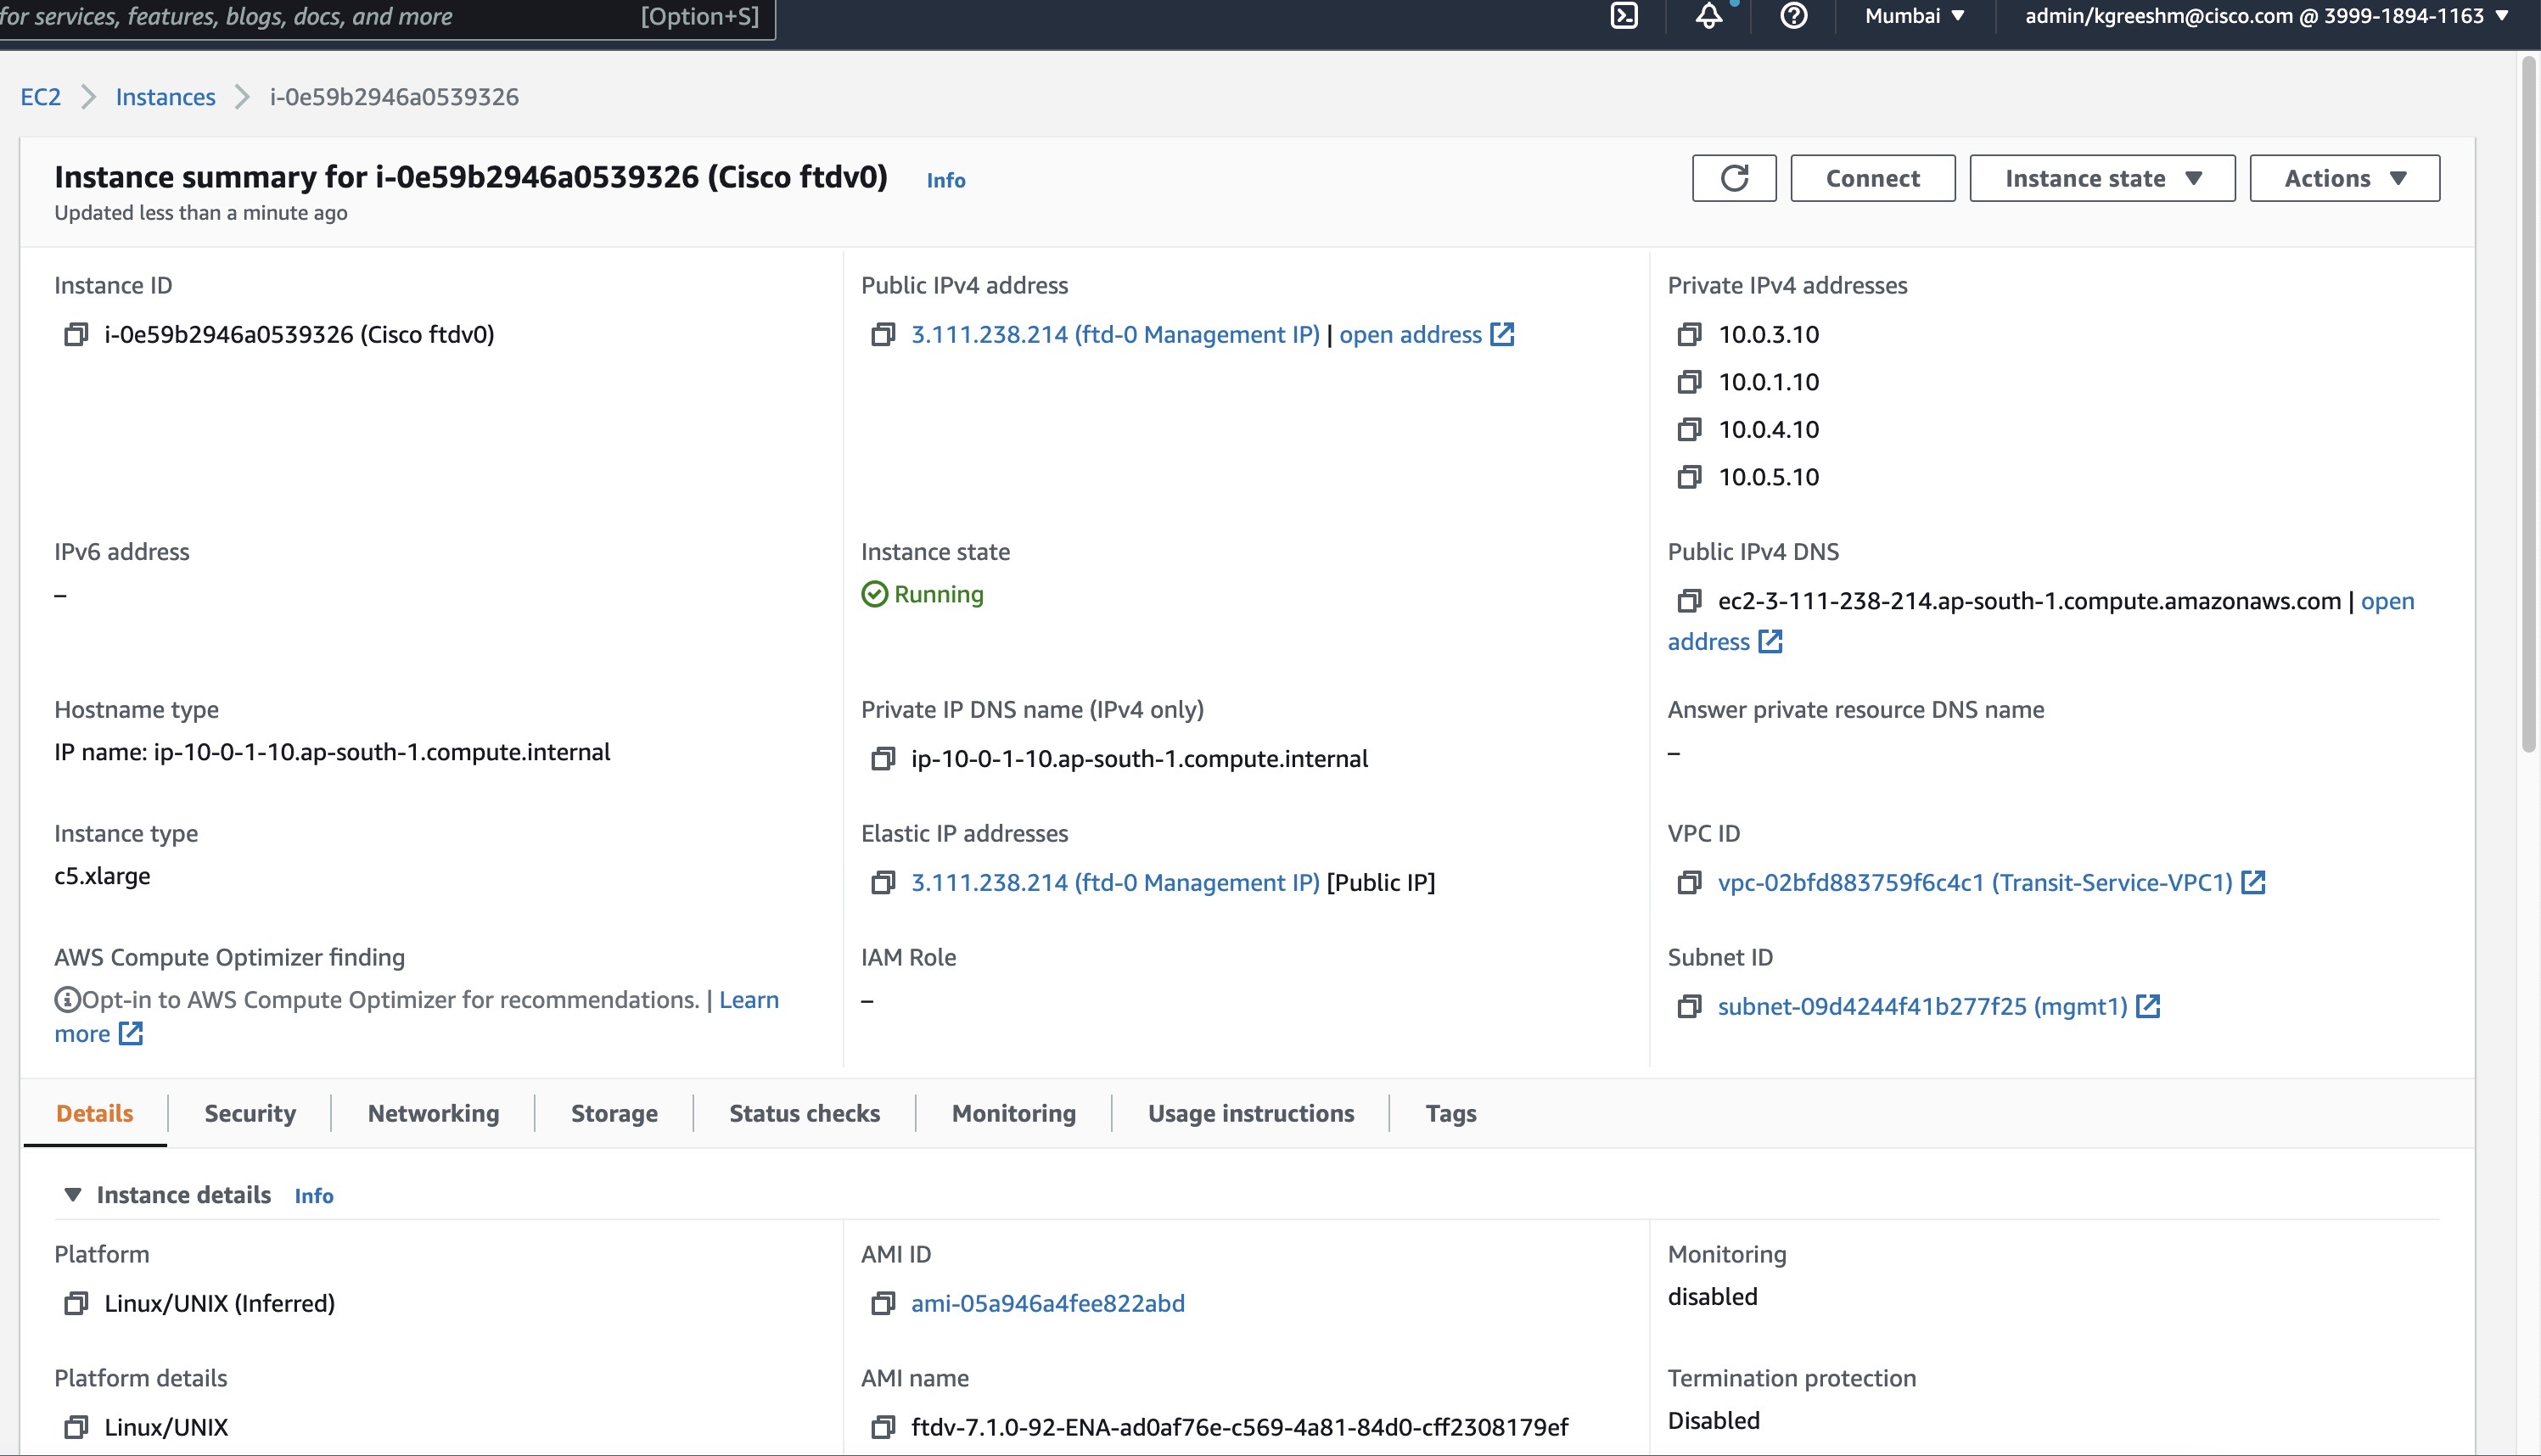 for services, features, blogs, docs, and more [Option+S] Mumbai admin/kgreeshm@cisco.com @ 3999-1894-1163
EC2 Instances i-0e59b2946a0539326
Instance summary for i-0e59b2946a0539326 (Cisco ftdv0) Info
Connect Instance state Actions
Updated less than a minute ago
Instance ID
i-0e59b2946a0539326 (Cisco ftdv0)
Public IPv4 address
3.111.238.214 (ftd-0 Management IP) | open address
Private IPv4 addresses
10.0.3.10
10.0.1.10
10.0.4.10
10.0.5.10
IPv6 address
–
Instance state
Running
Public IPv4 DNS
ec2-3-111-238-214.ap-south-1.compute.amazonaws.com | open
address
Hostname type
IP name: ip-10-0-1-10.ap-south-1.compute.internal
Private IP DNS name (IPv4 only)
ip-10-0-1-10.ap-south-1.compute.internal
Answer private resource DNS name
–
Instance type
c5.xlarge
Elastic IP addresses
3.111.238.214 (ftd-0 Management IP) [Public IP]
VPC ID
vpc-02bfd883759f6c4c1 (Transit-Service-VPC1)
AWS Compute Optimizer finding
Opt-in to AWS Compute Optimizer for recommendations. | Learn
more
IAM Role
–
Subnet ID
subnet-09d4244f41b277f25 (mgmt1)
Details Security Networking Storage Status checks Monitoring Usage instructions Tags
Instance details Info
Platform
Linux/UNIX (Inferred)
AMI ID
ami-05a946a4fee822abd
Monitoring
disabled
Platform details
Linux/UNIX
AMI name
ftdv-7.1.0-92-ENA-ad0af76e-c569-4a81-84d0-cff2308179ef
Termination protection
Disabled